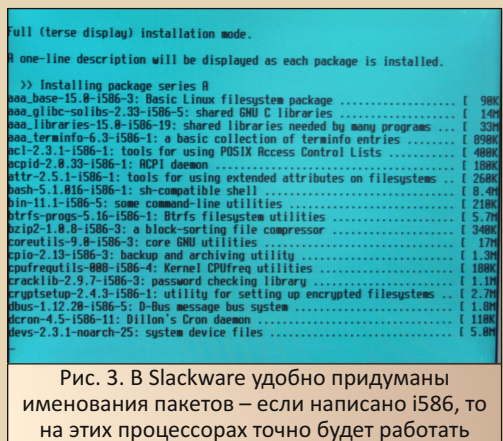 Full (terse display) installation mode.
A one-line description will be displayed as each package is installed.
>> Installing package series A
aaa_base-15.0-i586-3: Basic Linux filesystem package .................. [ 90K
aaa_glibc-solibs-2.33-i586-5: shared GNU C libraries .................. [ 14M
aaa_libraries-15.0-i586-19: shared libraries needed by many programs ... [ 33M
aaa_terminfo-6.3-i586-1: a basic collection of terminfo entries ....... [ 890K
acl-2.3.1-i586-1: tools for using POSIX Access Control Lists .......... [ 400K
acpid-2.0.33-i586-1: ACPI daemon ...................................... [ 180K
attr-2.5.1-i586-1: tools for using extended attributes on filesystems .. [ 260K
bash-5.1.016-i586-1: sh-compatible shell .............................. [ 8.4M
bin-11.1-i586-5: some command-line utilities .......................... [ 210K
btrfs-progs-5.16-i586-1: Btrfs filesystem utilities ................... [ 5.7M
bzip2-1.0.8-i586-3: a block-sorting file compressor ................... [ 340K
coreutils-9.0-i586-3: core GNU utilities .............................. [ 17M
cpio-2.13-i586-3: backup and archiving utility ........................ [ 1.3M
cpufrequtils-008-i586-4: Kernel CPUfreq utilities ..................... [ 180K
cracklib-2.9.7-i586-3: password checking library ...................... [ 1.1M
cryptsetup-2.4.3-i586-1: utility for setting up encrypted filesystems .. [ 2.7M
dbus-1.12.20-i586-5: D-Bus message bus system ......................... [ 1.8M
dcron-4.5-i586-11: Dillon's Cron daemon ............................... [ 110K
devs-2.3.1-noarch-25: system device files ............................. [ 5.0M
Рис. 3. В Slackware удобно придуманы
именования пакетов – если написано i586, то
на этих процессорах точно будет работать